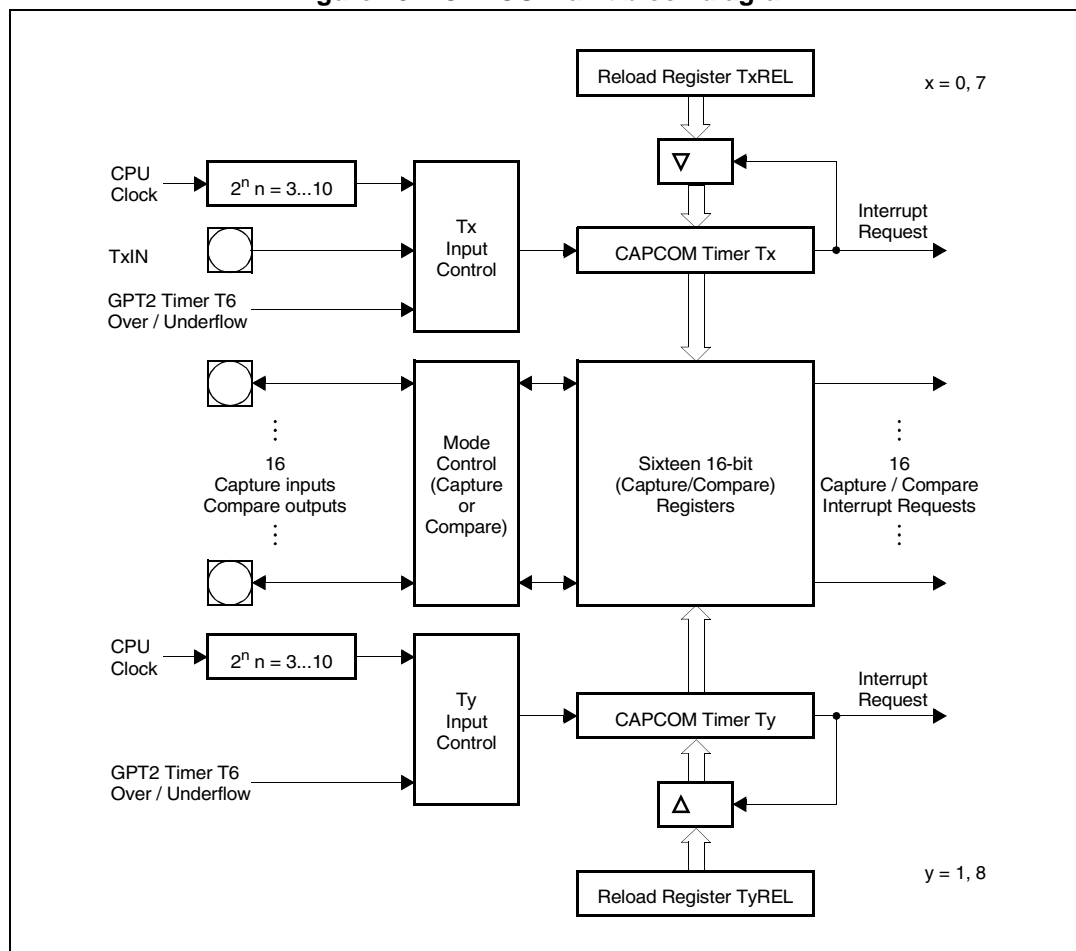 Reload Register TxREL
x = 0, 7
CPU
Clock
2ⁿ n = 3...10
Tx
Input
Control
Interrupt
Request
TxIN
CAPCOM Timer Tx
GPT2 Timer T6
Over / Underflow
16
Capture inputs
Compare outputs
Mode
Control
(Capture
or
Compare)
Sixteen 16-bit
(Capture/Compare)
Registers
16
Capture / Compare
Interrupt Requests
CPU
Clock
2ⁿ n = 3...10
Ty
Input
Control
Interrupt
Request
CAPCOM Timer Ty
GPT2 Timer T6
Over / Underflow
Reload Register TyREL
y = 1, 8